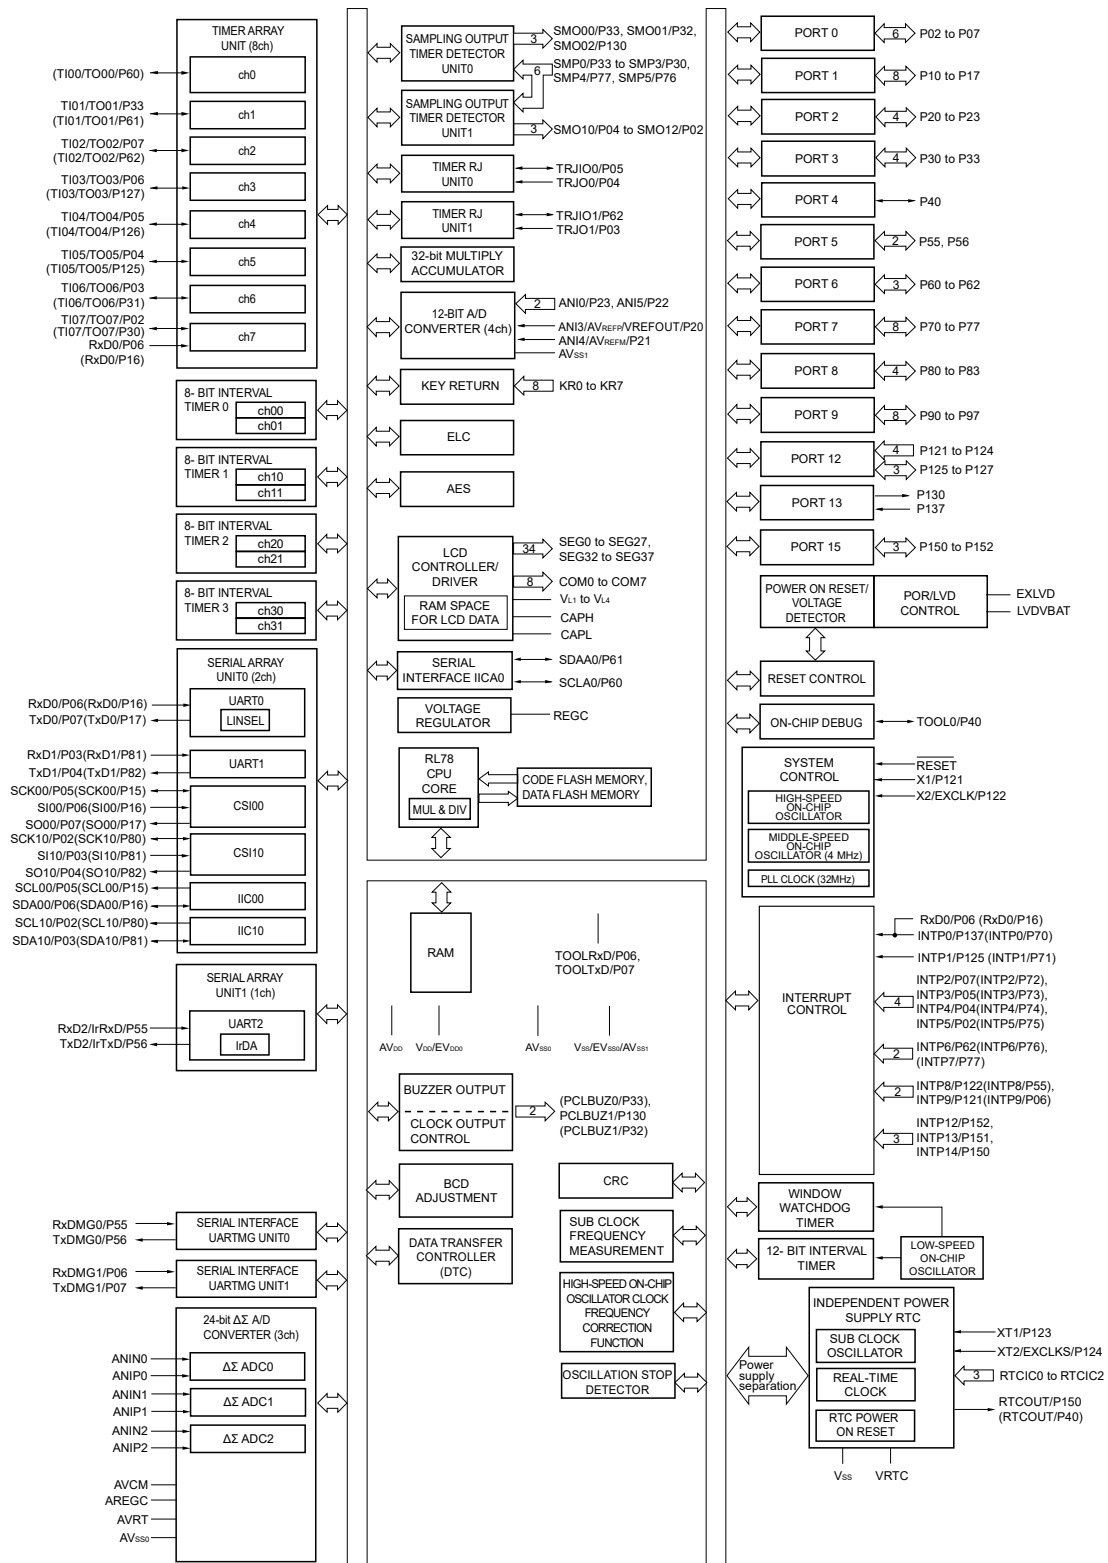 TIMER ARRAY
UNIT (8ch)
ch0
(TI00/TO00/P60)
ch1
TI01/TO01/P33
(TI01/TO01/P61)
ch2
TI02/TO02/P07
(TI02/TO02/P62)
ch3
TI03/TO03/P06
(TI03/TO03/P127)
ch4
TI04/TO04/P05
(TI04/TO04/P126)
ch5
TI05/TO05/P04
(TI05/TO05/P125)
ch6
TI06/TO06/P03
(TI06/TO06/P31)
ch7
TI07/TO07/P02
(TI07/TO07/P30)
RxD0/P06
(RxD0/P16)
8- BIT INTERVAL
TIMER 0
ch00
ch01
8- BIT INTERVAL
TIMER 1
ch10
ch11
8- BIT INTERVAL
TIMER 2
ch20
ch21
8- BIT INTERVAL
TIMER 3
ch30
ch31
SERIAL ARRAY
UNIT0 (2ch)
UART0
LINSEL
RxD0/P06(RxD0/P16)
TxD0/P07(TxD0/P17)
UART1
RxD1/P03(RxD1/P81)
TxD1/P04(TxD1/P82)
CSI00
SCK00/P05(SCK00/P15)
SI00/P06(SI00/P16)
SO00/P07(SO00/P17)
CSI10
SCK10/P02(SCK10/P80)
SI10/P03(SI10/P81)
SO10/P04(SO10/P82)
IIC00
SCL00/P05(SCL00/P15)
SDA00/P06(SDA00/P16)
IIC10
SCL10/P02(SCL10/P80)
SDA10/P03(SDA10/P81)
SERIAL ARRAY
UNIT1 (1ch)
UART2
IrDA
RxD2/IrRxD/P55
TxD2/IrTxD/P56
SERIAL INTERFACE
UARTMG UNIT0
RxDMG0/P55
TxDMG0/P56
SERIAL INTERFACE
UARTMG UNIT1
RxDMG1/P06
TxDMG1/P07
24-bit ΔΣ A/D
CONVERTER (3ch)
ΔΣ ADC0
ANIN0
ANIP0
ΔΣ ADC1
ANIN1
ANIP1
ΔΣ ADC2
ANIN2
ANIP2
AVCM
AREGC
AVRT
AVSS0
SAMPLING OUTPUT
TIMER DETECTOR
UNIT0
3
SMO00/P33, SMO01/P32,
SMO02/P130
6
SMP0/P33 to SMP3/P30,
SMP4/P77, SMP5/P76
SAMPLING OUTPUT
TIMER DETECTOR
UNIT1
3
SMO10/P04 to SMO12/P02
TIMER RJ
UNIT0
TRJIO0/P05
TRJO0/P04
TIMER RJ
UNIT1
TRJIO1/P62
TRJO1/P03
32-bit MULTIPLY
ACCUMULATOR
12-BIT A/D
CONVERTER (4ch)
2
ANI0/P23, ANI5/P22
ANI3/AVREFP/VREFOUT/P20
ANI4/AVREFM/P21
AVSS1
KEY RETURN
8
KR0 to KR7
ELC
AES
LCD
CONTROLLER/
DRIVER
RAM SPACE
FOR LCD DATA
34
SEG0 to SEG27,
SEG32 to SEG37
8
COM0 to COM7
VL1 to VL4
CAPH
CAPL
SERIAL
INTERFACE IICA0
SDAA0/P61
SCLA0/P60
VOLTAGE
REGULATOR
REGC
RL78
CPU
CORE
MUL & DIV
CODE FLASH MEMORY,
DATA FLASH MEMORY
RAM
TOOLRxD/P06,
TOOLTxD/P07
AVDD
VDD/EVDD0
AVSS0
VSS/EVSS0/AVSS1
BUZZER OUTPUT
CLOCK OUTPUT
CONTROL
2
(PCLBUZ0/P33),
PCLBUZ1/P130
(PCLBUZ1/P32)
BCD
ADJUSTMENT
DATA TRANSFER
CONTROLLER
(DTC)
CRC
SUB CLOCK
FREQUENCY
MEASUREMENT
HIGH-SPEED ON-CHIP
OSCILLATOR CLOCK
FREQUENCY
CORRECTION
FUNCTION
OSCILLATION STOP
DETECTOR
PORT 0
6
P02 to P07
PORT 1
8
P10 to P17
PORT 2
4
P20 to P23
PORT 3
4
P30 to P33
PORT 4
P40
PORT 5
2
P55, P56
PORT 6
3
P60 to P62
PORT 7
8
P70 to P77
PORT 8
4
P80 to P83
PORT 9
8
P90 to P97
PORT 12
4
P121 to P124
3
P125 to P127
PORT 13
P130
P137
PORT 15
3
P150 to P152
POWER ON RESET/
VOLTAGE
DETECTOR
POR/LVD
CONTROL
EXLVD
LVDVBAT
RESET CONTROL
ON-CHIP DEBUG
TOOL0/P40
SYSTEM
CONTROL
RESET
X1/P121
X2/EXCLK/P122
HIGH-SPEED
ON-CHIP
OSCILLATOR
MIDDLE-SPEED
ON-CHIP
OSCILLATOR (4 MHz)
PLL CLOCK (32MHz)
INTERRUPT
CONTROL
RxD0/P06 (RxD0/P16)
INTP0/P137(INTP0/P70)
INTP1/P125 (INTP1/P71)
4
INTP2/P07(INTP2/P72),
INTP3/P05(INTP3/P73),
INTP4/P04(INTP4/P74),
INTP5/P02(INTP5/P75)
2
INTP6/P62(INTP6/P76),
(INTP7/P77)
2
INTP8/P122(INTP8/P55),
INTP9/P121(INTP9/P06)
3
INTP12/P152,
INTP13/P151,
INTP14/P150
WINDOW
WATCHDOG
TIMER
12- BIT INTERVAL
TIMER
LOW-SPEED
ON-CHIP
OSCILLATOR
Power
supply
separation
INDEPENDENT POWER
SUPPLY RTC
SUB CLOCK
OSCILLATOR
REAL-TIME
CLOCK
RTC POWER
ON RESET
XT1/P123
XT2/EXCLKS/P124
3
RTCIC0 to RTCIC2
RTCOUT/P150
(RTCOUT/P40)
VSS
VRTC